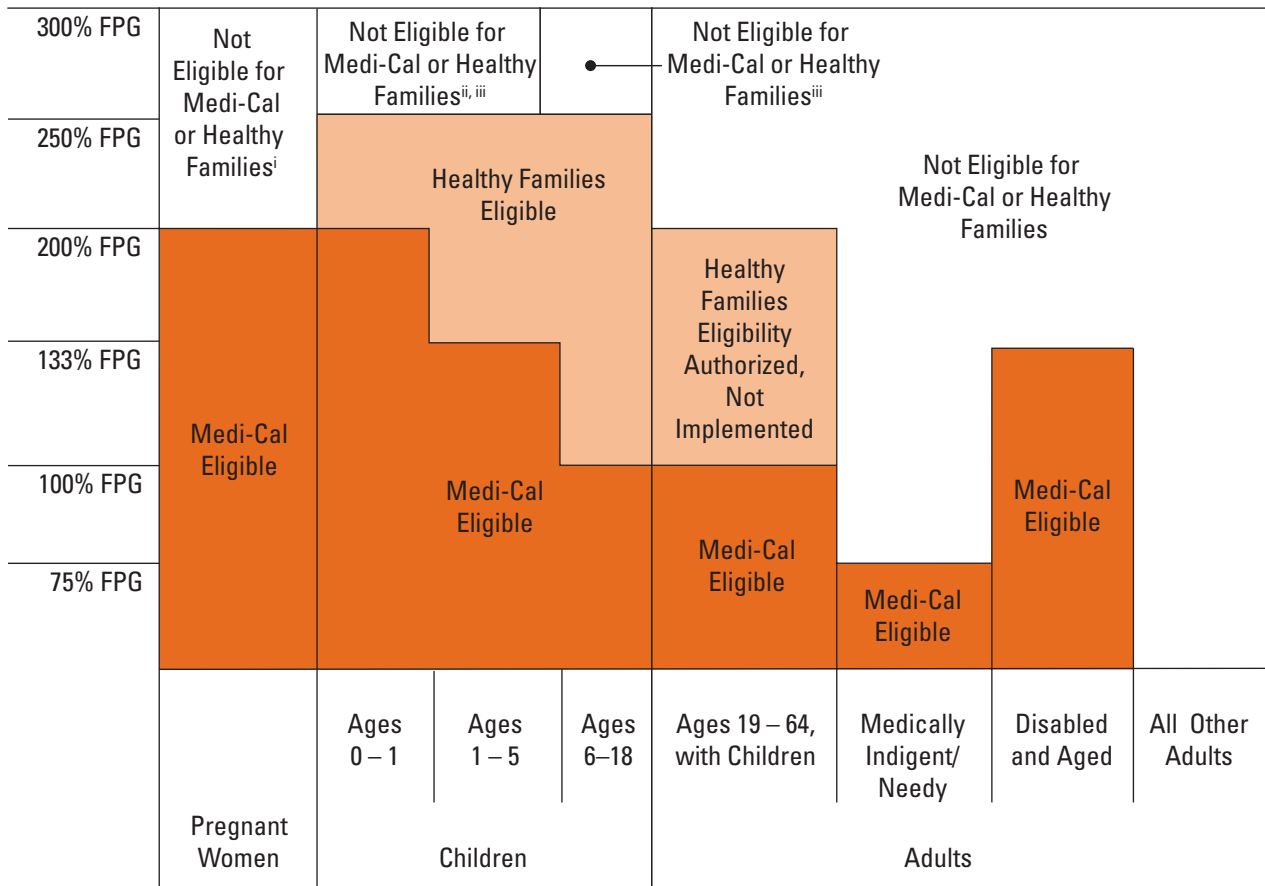 300% FPG
250% FPG
200% FPG
133% FPG
100% FPG
75% FPG
Not
Eligible for
Medi-Cal
or Healthy
Familiesⁱ
Not Eligible for
Medi-Cal or Healthy
Familiesⁱⁱ, ⁱⁱⁱ
Not Eligible for
Medi-Cal or Healthy
Familiesⁱⁱⁱ
Not Eligible for
Medi-Cal or Healthy
Families
Healthy Families
Eligible
Healthy
Families
Eligibility
Authorized,
Not
Implemented
Medi-Cal
Eligible
Medi-Cal
Eligible
Medi-Cal
Eligible
Medi-Cal
Eligible
Medi-Cal
Eligible
Ages
0 – 1
Ages
1 – 5
Ages
6–18
Ages 19 – 64,
with Children
Medically
Indigent/
Needy
Disabled
and Aged
All Other
Adults
Pregnant
Women
Children
Adults